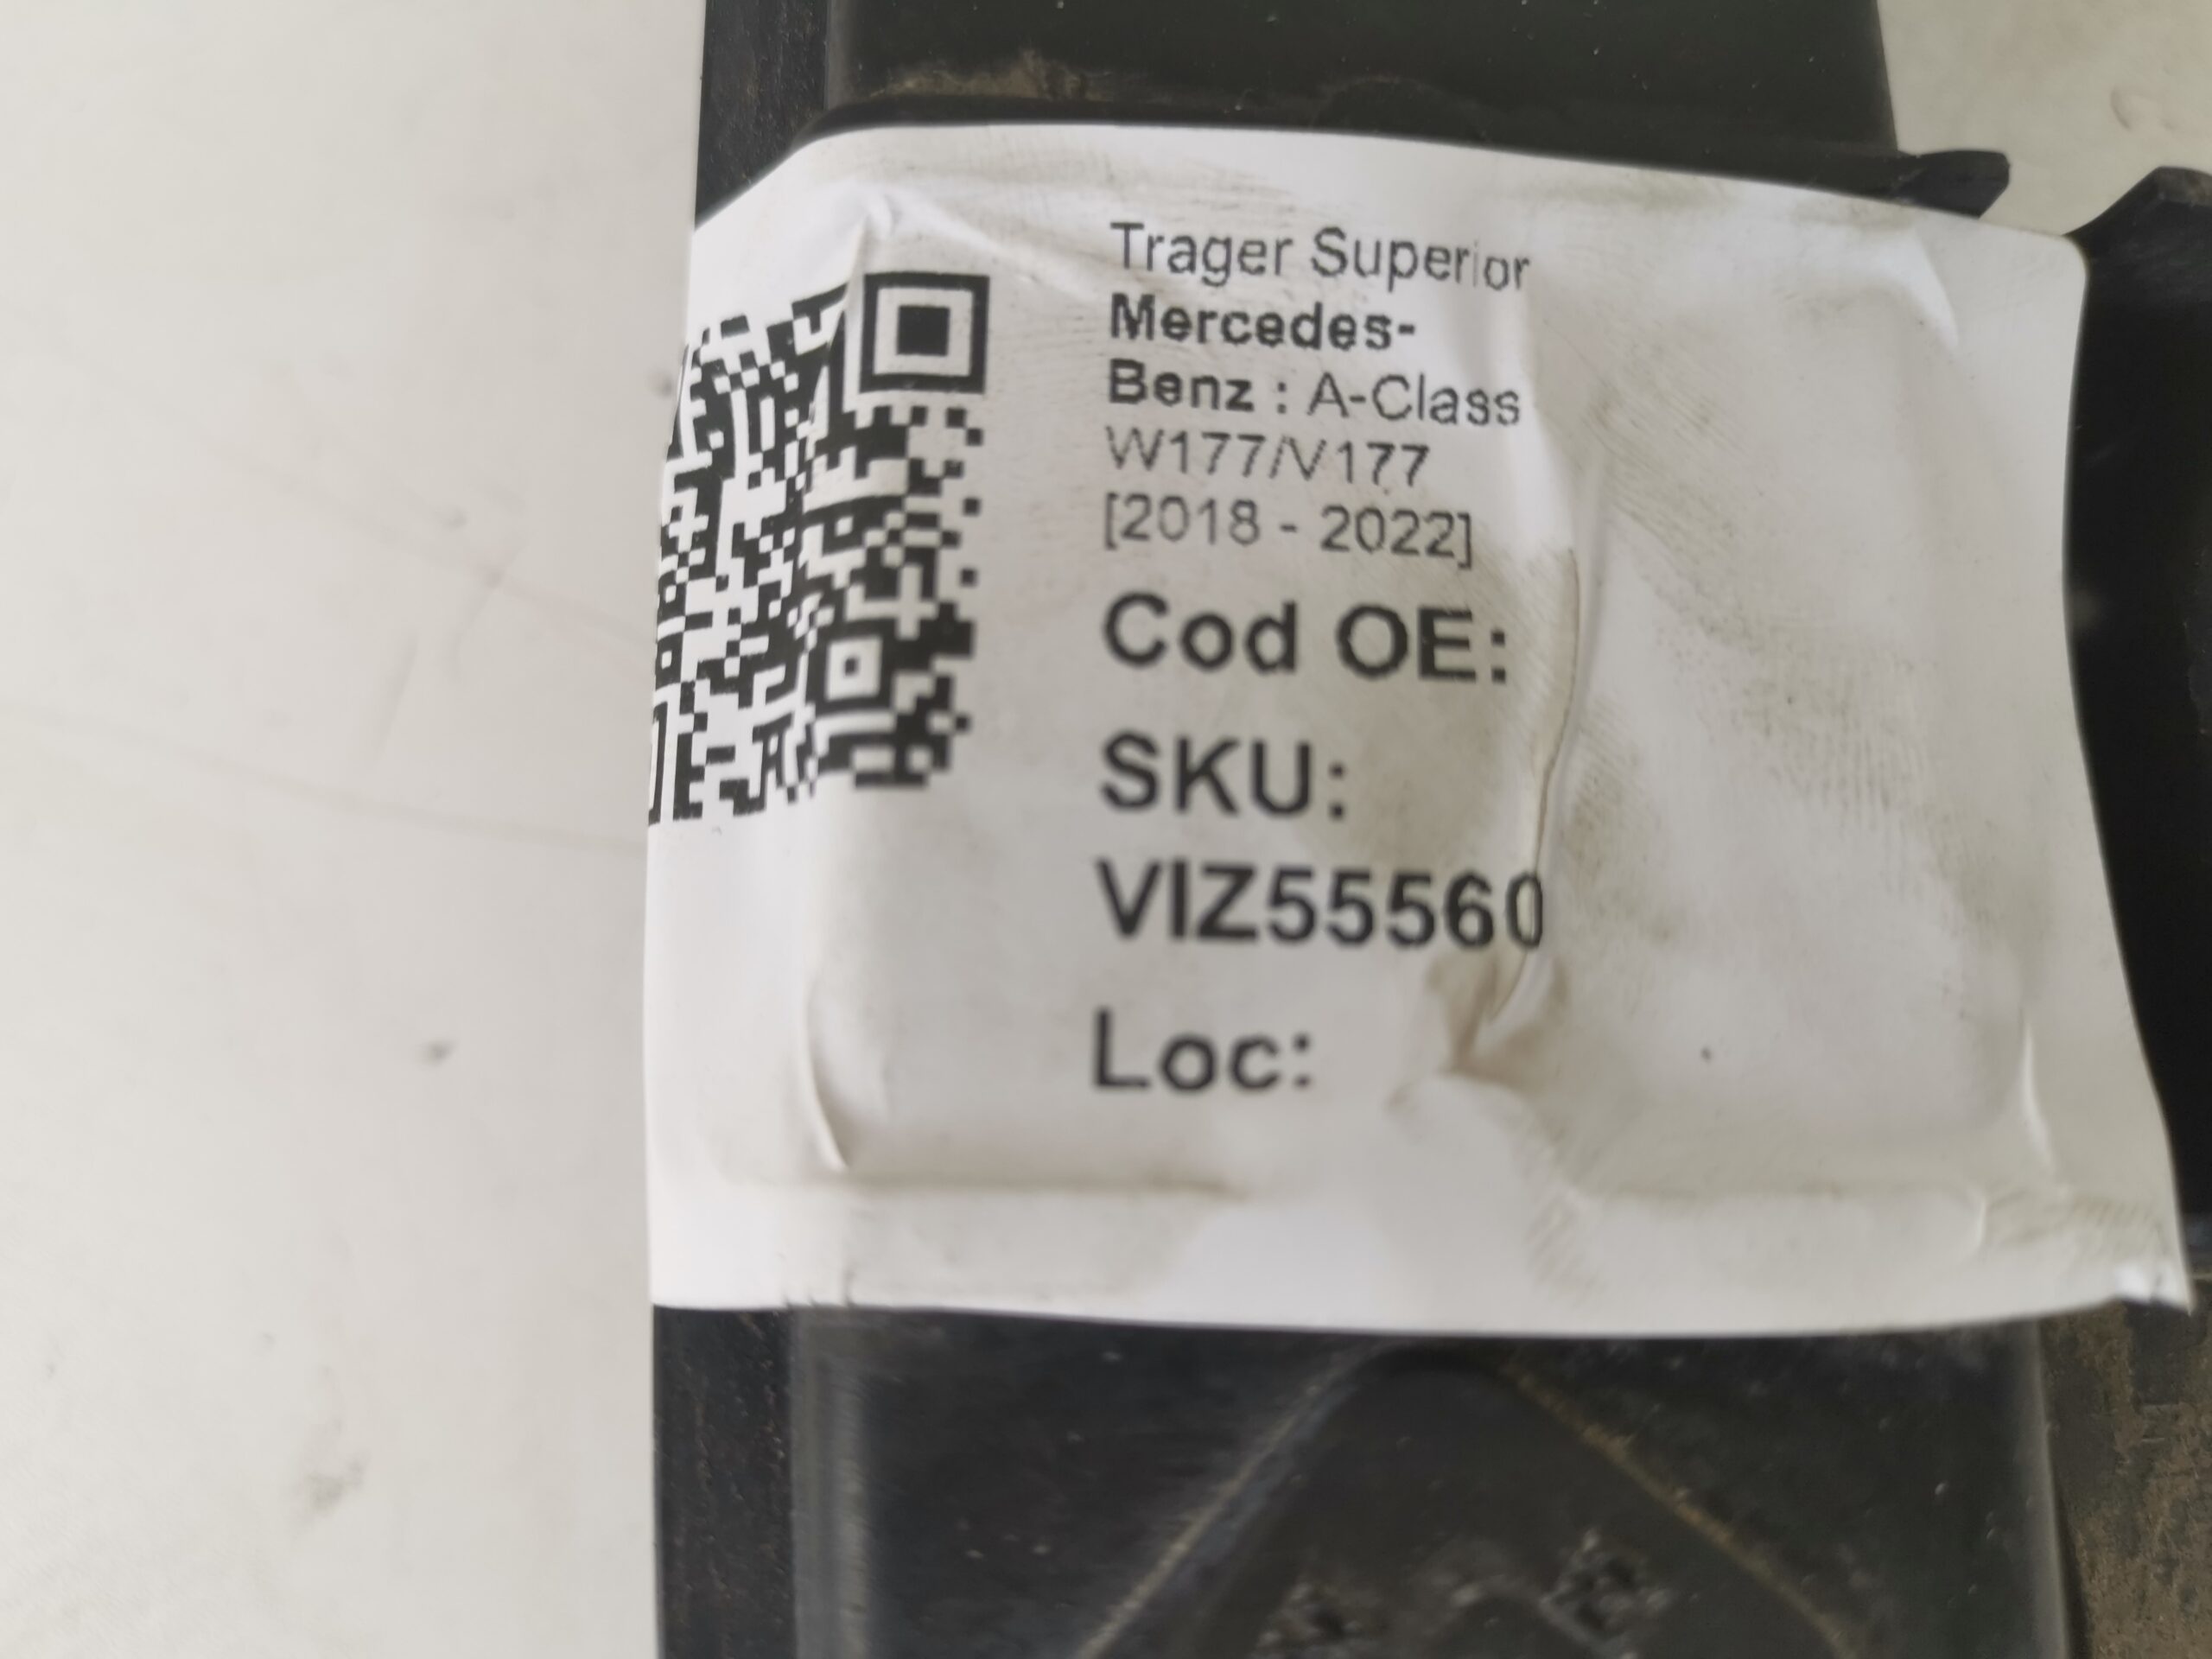 Trager Superior
Mercedes-
Benz : A-Class
W177/V177
[2018 - 2022]
Cod OE:
SKU:
VIZ55560
Loc: